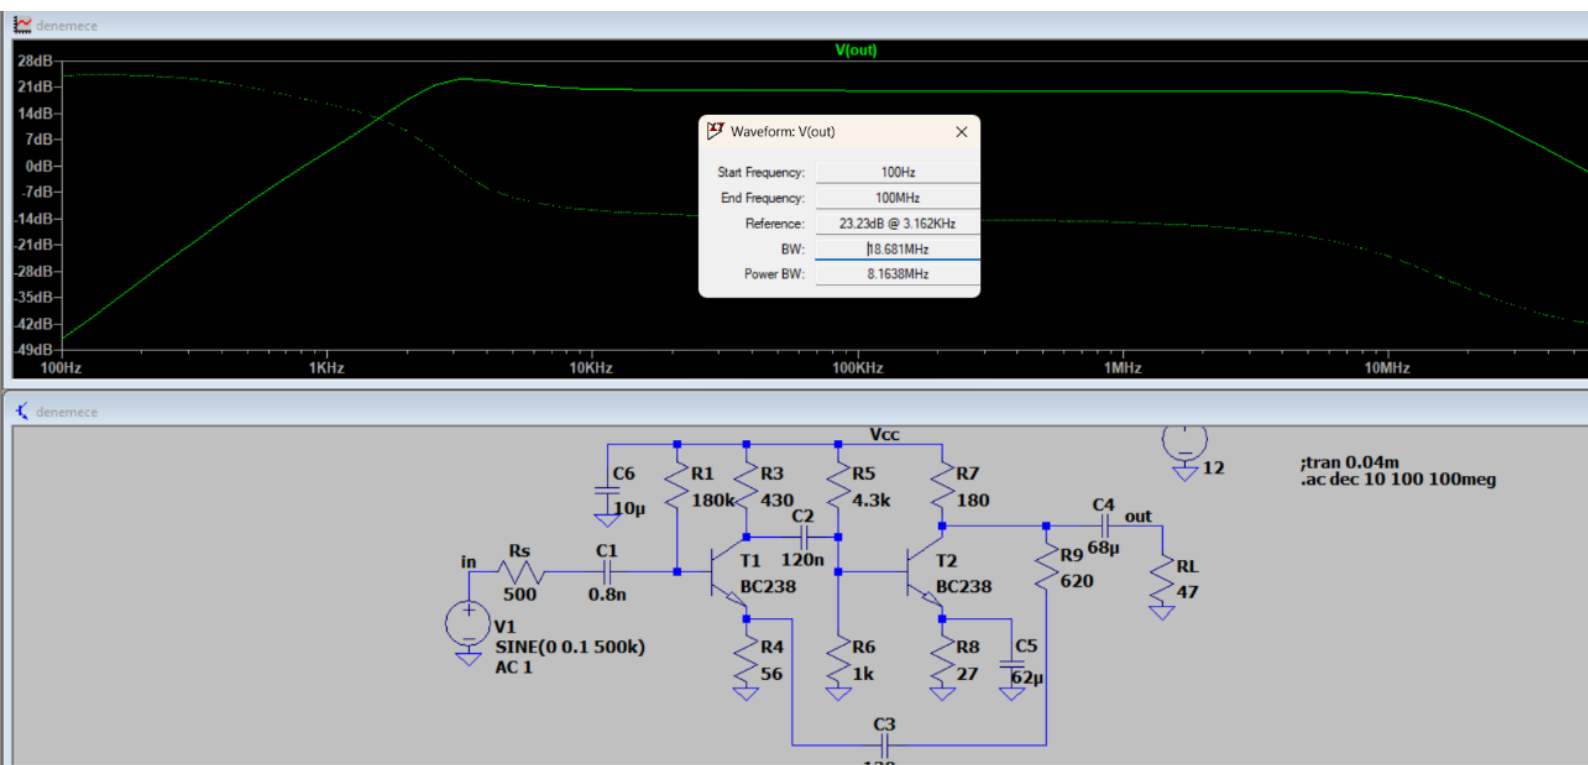 denemece
V(out)
28dB
21dB
14dB
7dB
0dB
-7dB
-14dB
-21dB
-28dB
-35dB
-42dB
-49dB
100Hz 1KHz 10KHz 100KHz 1MHz 10MHz
Waveform: V(out)
Start Frequency: 100Hz
End Frequency: 100MHz
Reference: 23.23dB @ 3.162KHz
BW: 18.681MHz
Power BW: 8.1638MHz
denemece
Vcc
12
;tran 0.04m
.ac dec 10 100 100meg
C6
10µ
R1
180k
R3
430
R5
4.3k
R7
180
C2
120n
C4
68µ
out
in
Rs
500
C1
0.8n
T1
BC238
T2
BC238
R9
620
RL
47
V1
SINE(0 0.1 500k)
AC 1
R4
56
R6
1k
R8
27
C5
62µ
C3